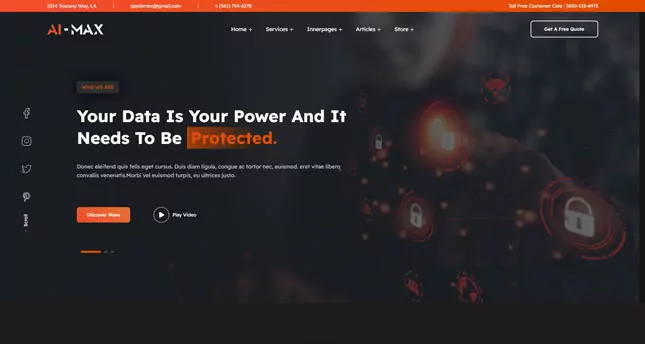 3214 Tuscany Way, LA
spydersec@gmail.com
+ (561) 754-5278
Toll Free Customer Care : 1800-123-6975
AI-MAX
Home +
Services +
Innerpages +
Articles +
Store +
Get A Free Quote
WHO WE ARE
Your Data Is Your Power And It
Needs To Be Protected.
Donec eleifend quis felis eget cursus. Duis diam ligula, congue ac tortor nec, euismod. erat vitae libero
convallis venenatis.Morbi vel euismod turpis, eu ultrices justo.
Discover More
Play Video
Scroll